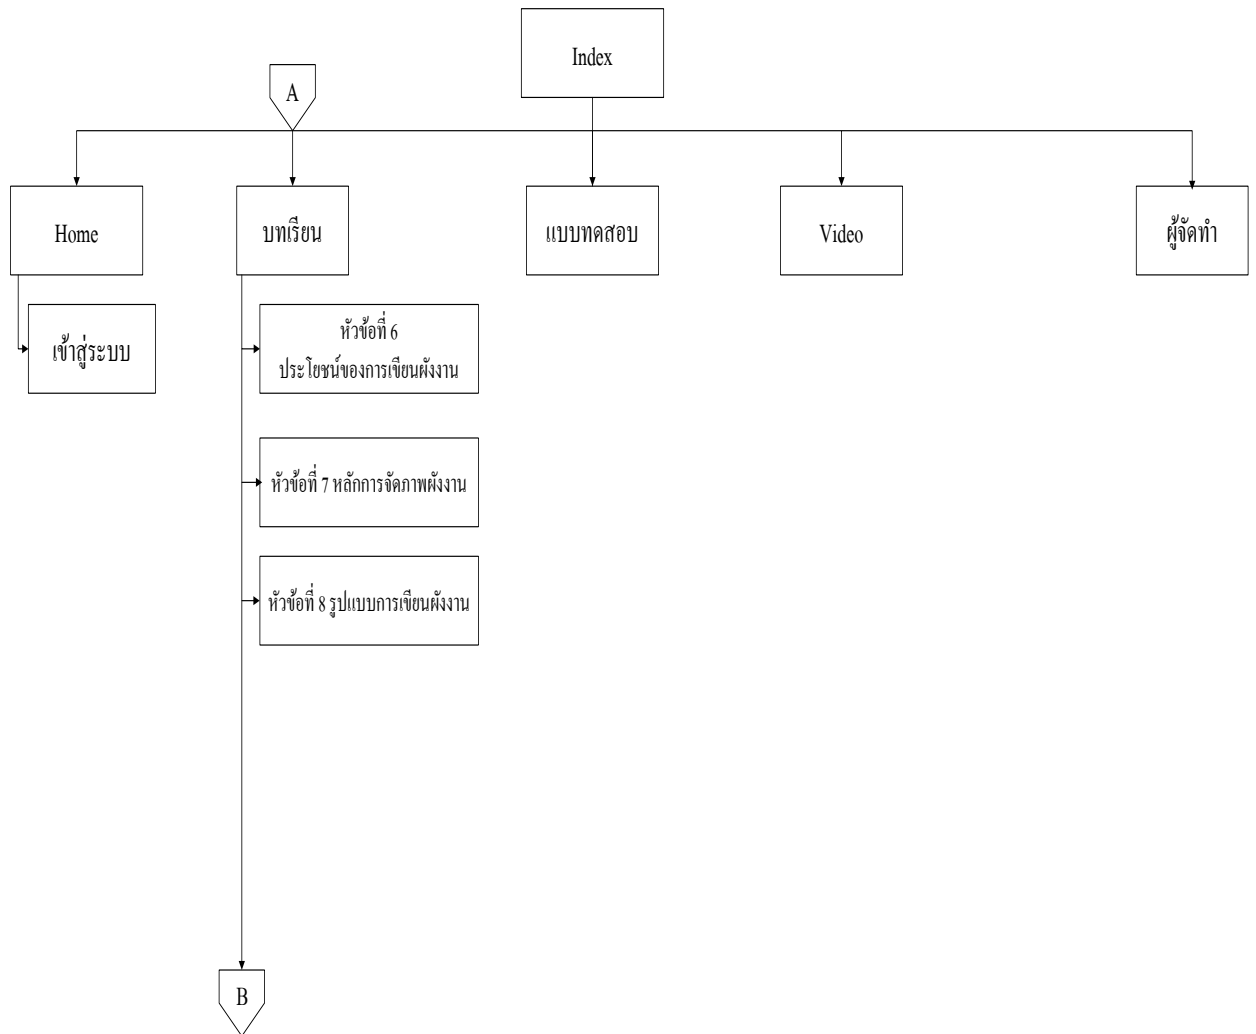 Index
A
Home
บทเรียน
แบบทดสอบ
Video
ผู้จัดทำ
เข้าสู่ระบบ
หัวข้อที่ 6
ประโยชน์ของการเขียนผังงาน
หัวข้อที่ 7 หลักการจัดภาพผังงาน
หัวข้อที่ 8 รูปแบบการเขียนผังงาน
B